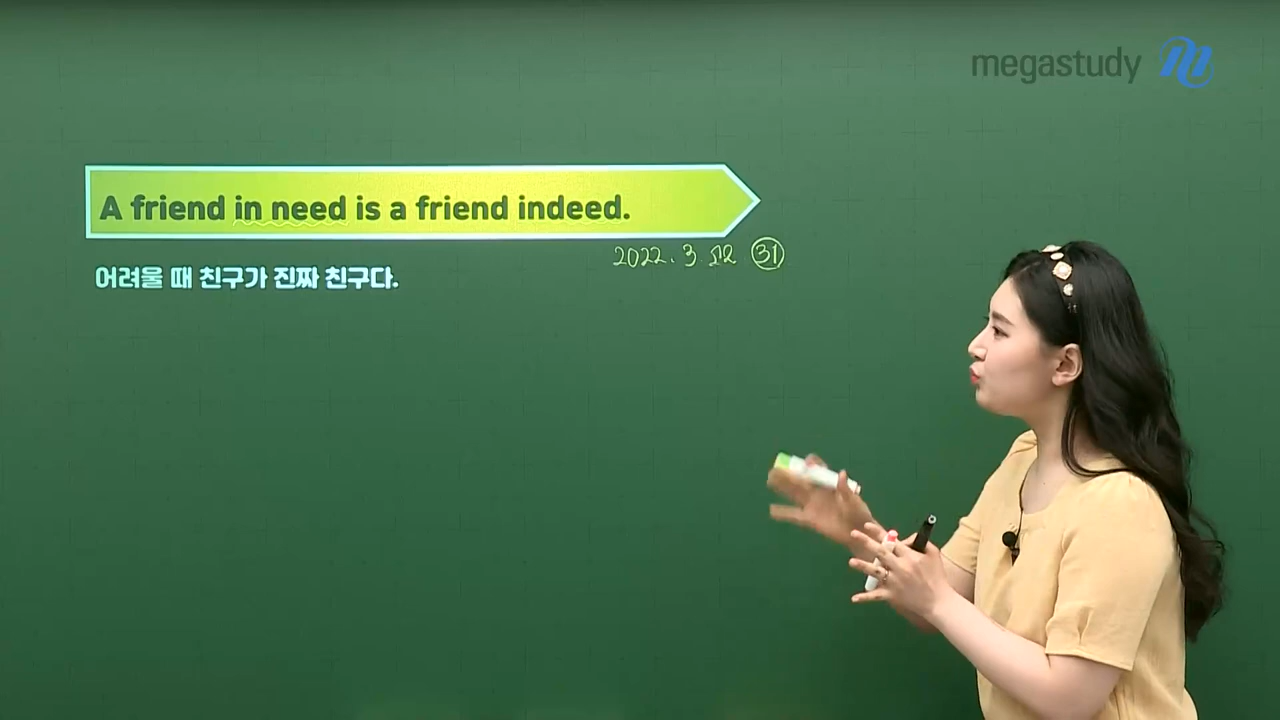 megastudy
A friend in need is a friend indeed.
2022. 3. 고2 ㉛
어려울 때 친구가 진짜 친구다.